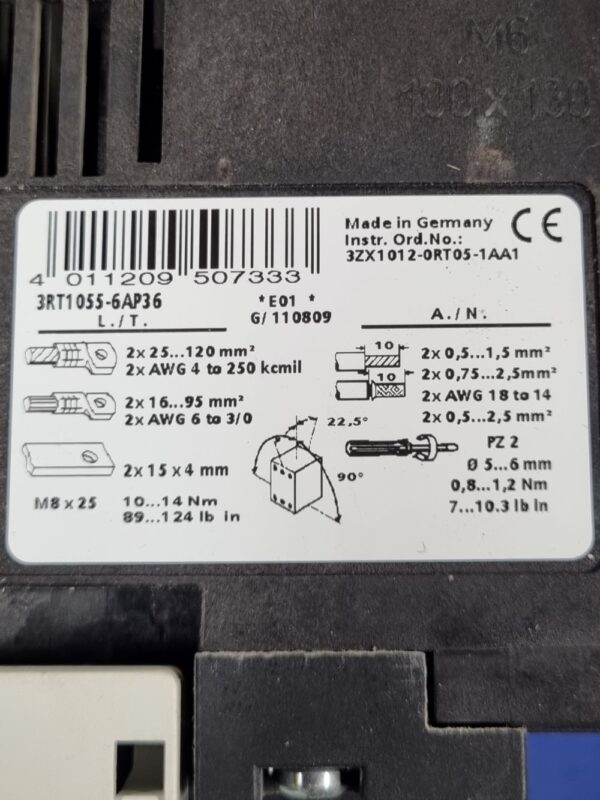 M6
100 x 130
Made in Germany CE
Instr. Ord.No.:
3ZX1012-0RT05-1AA1
4 011209 507333
3RT1055-6AP36
*E01 *
G/ 110809
L./T.
2x 25...120 mm²
2x AWG 4 to 250 kcmil
2x 16...95 mm²
2x AWG 6 to 3/0
2x 15 x 4 mm
M8 x 25
10...14 Nm
89...124 lb in
22,5°
90°
A./N.
10
2x 0,5...1,5 mm²
10
2x 0,75...2,5mm²
2x AWG 18 to 14
2x 0,5...2,5 mm²
PZ 2
Ø 5...6 mm
0,8...1,2 Nm
7...10.3 lb in